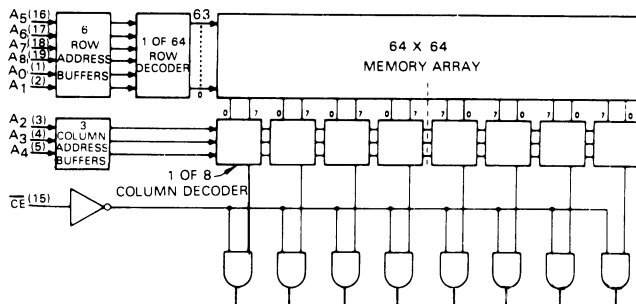 A5 (16)
A6 (17)
A7 (18)
A8 (19)
A0 (1)
A1 (2)
6
ROW
ADDRESS
BUFFERS
1 OF 64
ROW
DECODER
63
0
64 X 64
MEMORY ARRAY
0 7 0 7 0 7 0 7 7 0 7 0 7 0 7
A2 (3)
A3 (4)
A4 (5)
3
COLUMN
ADDRESS
BUFFERS
1 OF 8
COLUMN DECODER
CE (15)